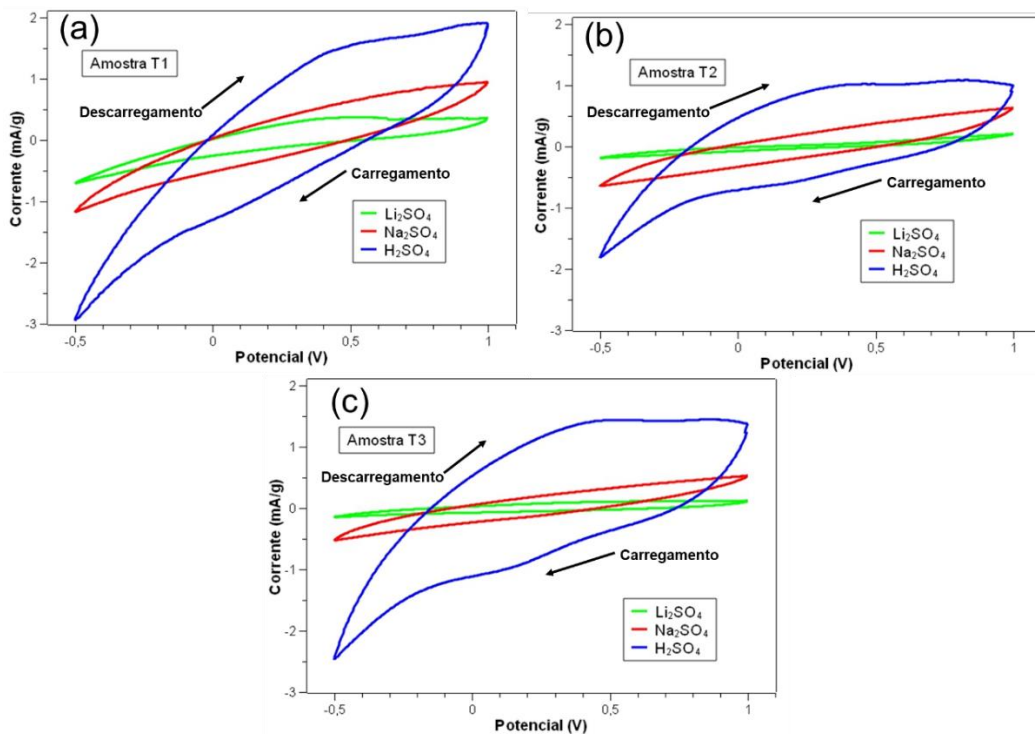 (a)
Amostra T1
Descarregamento
Carregamento
Li₂SO₄
Na₂SO₄
H₂SO₄
Corrente (mA/g)
2
1
0
-1
-2
-3
-0,5
0
0,5
1
Potencial (V)
(b)
Amostra T2
Descarregamento
Carregamento
Li₂SO₄
Na₂SO₄
H₂SO₄
Corrente (mA/g)
2
1
0
-1
-2
-3
-0,5
0
0,5
1
Potencial (V)
(c)
Amostra T3
Descarregamento
Carregamento
Li₂SO₄
Na₂SO₄
H₂SO₄
Corrente (mA/g)
2
1
0
-1
-2
-3
-0,5
0
0,5
1
Potencial (V)